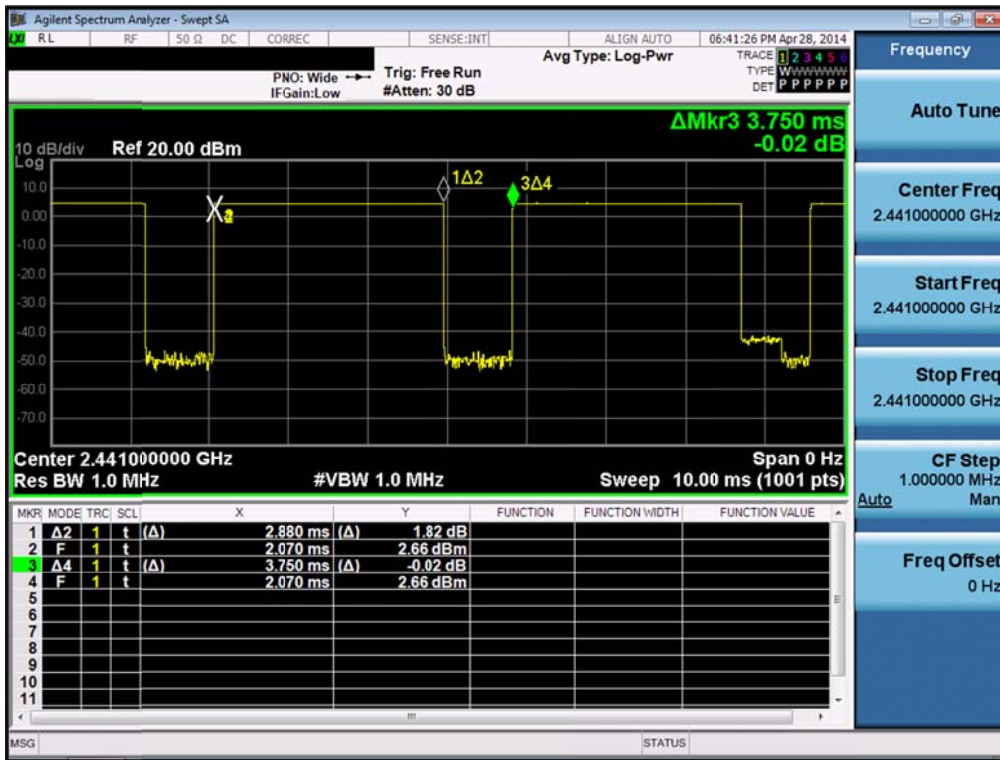 Agilent Spectrum Analyzer - Swept SA
LXI RL RF 50 Ω DC CORREC SENSE:INT ALIGN AUTO 06:41:26 PM Apr 28, 2014
PNO: Wide
IFGain:Low
Trig: Free Run
#Atten: 30 dB
Avg Type: Log-Pwr
TRACE 1 2 3 4 5 6
TYPE WWWWWW
DET P P P P P P
ΔMkr3 3.750 ms
-0.02 dB
10 dB/div Ref 20.00 dBm
Log
10.0
0.00
-10.0
-20.0
-30.0
-40.0
-50.0
-60.0
-70.0
1Δ2
3Δ4
Center 2.441000000 GHz Span 0 Hz
Res BW 1.0 MHz #VBW 1.0 MHz Sweep 10.00 ms (1001 pts)
MKR MODE TRC SCL X Y FUNCTION FUNCTION WIDTH FUNCTION VALUE
1 Δ2 1 t (Δ) 2.880 ms (Δ) 1.82 dB
2 F 1 t 2.070 ms 2.66 dBm
3 Δ4 1 t (Δ) 3.750 ms (Δ) -0.02 dB
4 F 1 t 2.070 ms 2.66 dBm
5
6
7
8
9
10
11
MSG STATUS
Frequency
Auto Tune
Center Freq
2.441000000 GHz
Start Freq
2.441000000 GHz
Stop Freq
2.441000000 GHz
CF Step
1.000000 MHz
Auto Man
Freq Offset
0 Hz